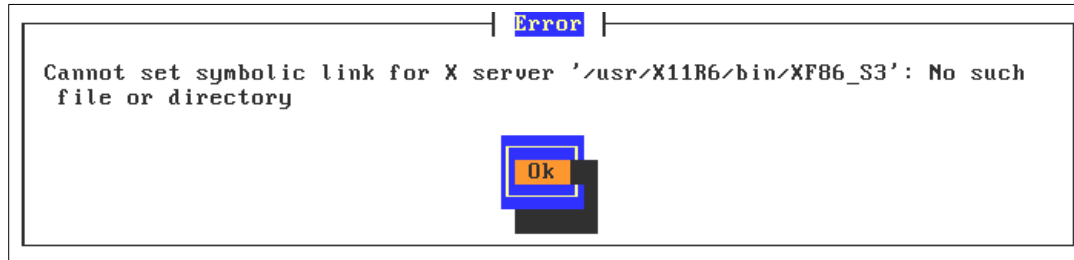 Error
Cannot set symbolic link for X server '/usr/X11R6/bin/XF86_S3': No such
file or directory
Ok